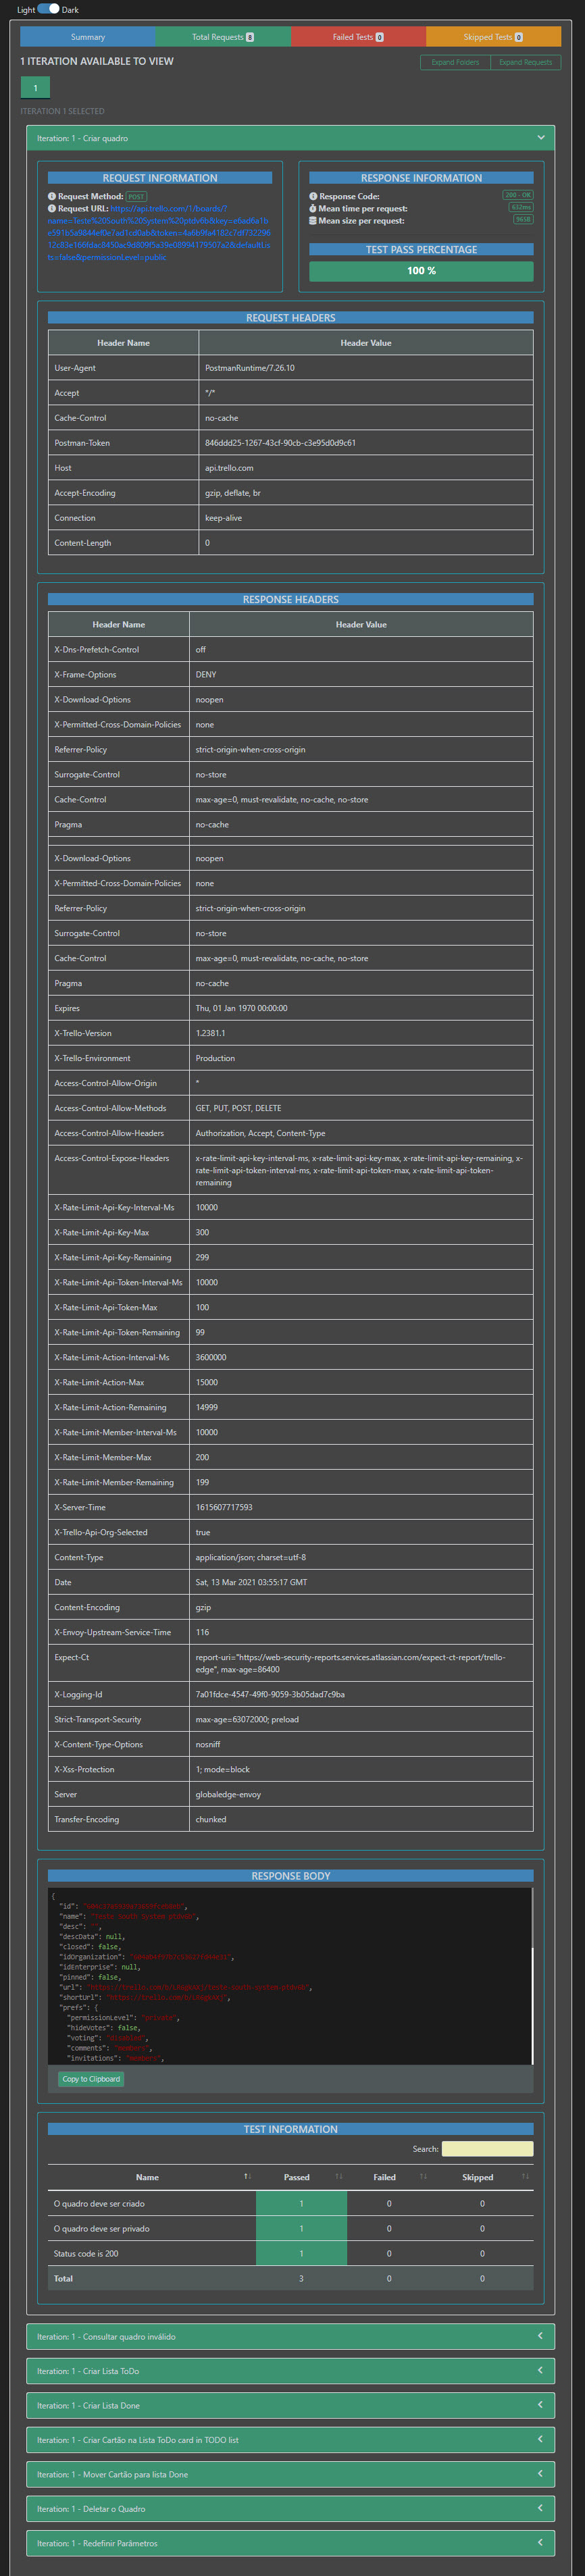 Light Dark
Summary
Total Requests 8
Failed Tests 0
Skipped Tests 0
1 ITERATION AVAILABLE TO VIEW
Expand Folders
Expand Requests
1
ITERATION 1 SELECTED
Iteration: 1 - Criar quadro
REQUEST INFORMATION
Request Method: POST
Request URL:
RESPONSE INFORMATION
Response Code: 200 - OK
Mean time per request:
Mean size per request:
TEST PASS PERCENTAGE
100 %
REQUEST HEADERS
Header Name Header Value
User-Agent PostmanRuntime/7.26.10
Accept */*
Cache-Control no-cache
Postman-Token 846ddd25-1267-43cf-90cb-c3e95d0d9c61
Host api.trello.com
Accept-Encoding gzip, deflate, br
Connection keep-alive
Content-Length 0
RESPONSE HEADERS
Header Name Header Value
X-Dns-Prefetch-Control off
X-Frame-Options DENY
X-Download-Options noopen
X-Permitted-Cross-Domain-Policies none
Referrer-Policy strict-origin-when-cross-origin
Surrogate-Control no-store
Cache-Control max-age=0, must-revalidate, no-cache, no-store
Pragma no-cache
X-Download-Options noopen
X-Permitted-Cross-Domain-Policies none
Referrer-Policy strict-origin-when-cross-origin
Surrogate-Control no-store
Cache-Control max-age=0, must-revalidate, no-cache, no-store
Pragma no-cache
Expires Thu, 01 Jan 1970 00:00:00
X-Trello-Version 1.2381.1
X-Trello-Environment Production
Access-Control-Allow-Origin *
Access-Control-Allow-Methods GET, PUT, POST, DELETE
Access-Control-Allow-Headers Authorization, Accept, Content-Type
Access-Control-Expose-Headers x-rate-limit-api-key-interval-ms, x-rate-limit-api-key-max, x-rate-limit-api-key-remaining, x-
rate-limit-api-token-interval-ms, x-rate-limit-api-token-max, x-rate-limit-api-token-
remaining
X-Rate-Limit-Api-Key-Interval-Ms 10000
X-Rate-Limit-Api-Key-Max 300
X-Rate-Limit-Api-Key-Remaining 299
X-Rate-Limit-Api-Token-Interval-Ms 10000
X-Rate-Limit-Api-Token-Max 100
X-Rate-Limit-Api-Token-Remaining 99
X-Rate-Limit-Action-Interval-Ms 3600000
X-Rate-Limit-Action-Max 15000
X-Rate-Limit-Action-Remaining 14999
X-Rate-Limit-Member-Interval-Ms 10000
X-Rate-Limit-Member-Max 200
X-Rate-Limit-Member-Remaining 199
X-Server-Time 1615607717593
X-Trello-Api-Org-Selected true
Content-Type application/json; charset=utf-8
Date Sat, 13 Mar 2021 03:55:17 GMT
Content-Encoding gzip
X-Envoy-Upstream-Service-Time 116
Expect-Ct report-uri="https://web-security-reports.services.atlassian.com/expect-ct-report/trello-
edge", max-age=86400
X-Logging-Id 7a01fdce-4547-49f0-9059-3b05dad7c9ba
Strict-Transport-Security max-age=63072000; preload
X-Content-Type-Options nosniff
X-Xss-Protection 1; mode=block
Server globaledge-envoy
Transfer-Encoding chunked
RESPONSE BODY
{
"id":
"name":
"desc": "",
"descData": null,
"closed": false,
"idOrganization":
"idEnterprise": null,
"pinned": false,
"url":
"shortUrl":
"prefs": {
"permissionLevel": "private",
"hideVotes": false,
"voting": "disabled",
"comments": "members",
"invitations": "members",
Copy to Clipboard
TEST INFORMATION
Search:
Name Passed Failed Skipped
O quadro deve ser criado 1 0 0
O quadro deve ser privado 1 0 0
Status code is 200 1 0 0
Total 3 0 0
Iteration: 1 - Consultar quadro inválido
Iteration: 1 - Criar Lista ToDo
Iteration: 1 - Criar Lista Done
Iteration: 1 - Criar Cartão na Lista ToDo card in TODO list
Iteration: 1 - Mover Cartão para lista Done
Iteration: 1 - Deletar o Quadro
Iteration: 1 - Redefinir Parâmetros